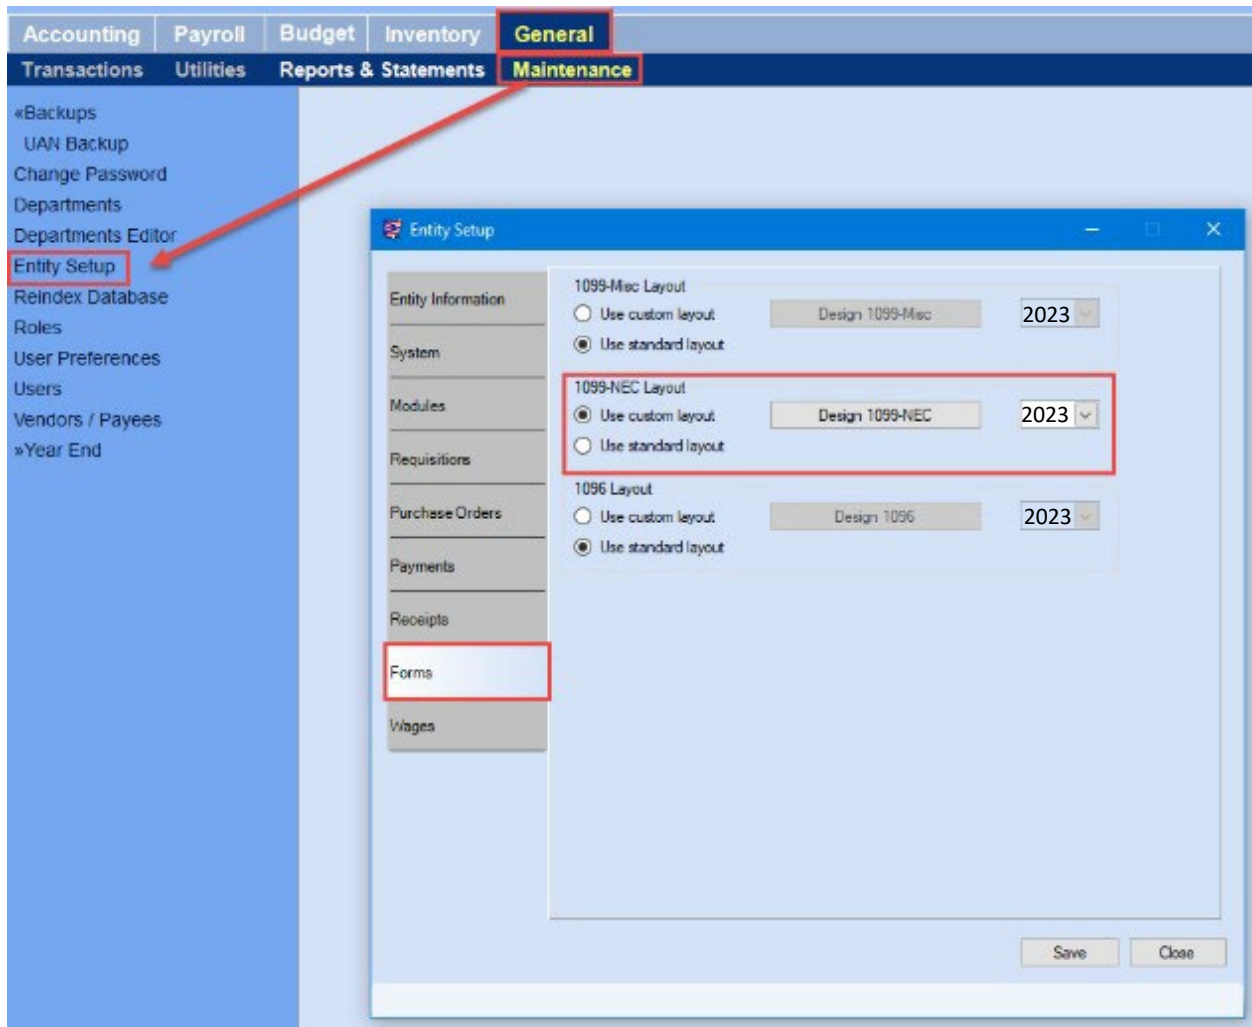 Accounting Payroll Budget Inventory General
Transactions Utilities Reports & Statements Maintenance
«Backups
UAN Backup
Change Password
Departments
Departments Editor
Entity Setup
Reindex Database
Roles
User Preferences
Users
Vendors / Payees
»Year End
Entity Setup
Entity Information
System
Modules
Requisitions
Purchase Orders
Payments
Receipts
Forms
Wages
1099-Misc Layout
Use custom layout Design 1099-Misc 2023
Use standard layout
1099-NEC Layout
Use custom layout Design 1099-NEC 2023
Use standard layout
1096 Layout
Use custom layout Design 1096 2023
Use standard layout
Save Close